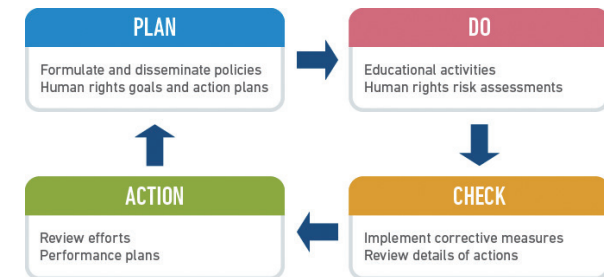 PLAN
Formulate and disseminate policies
Human rights goals and action plans
DO
Educational activities
Human rights risk assessments
ACTION
Review efforts
Performance plans
CHECK
Implement corrective measures
Review details of actions